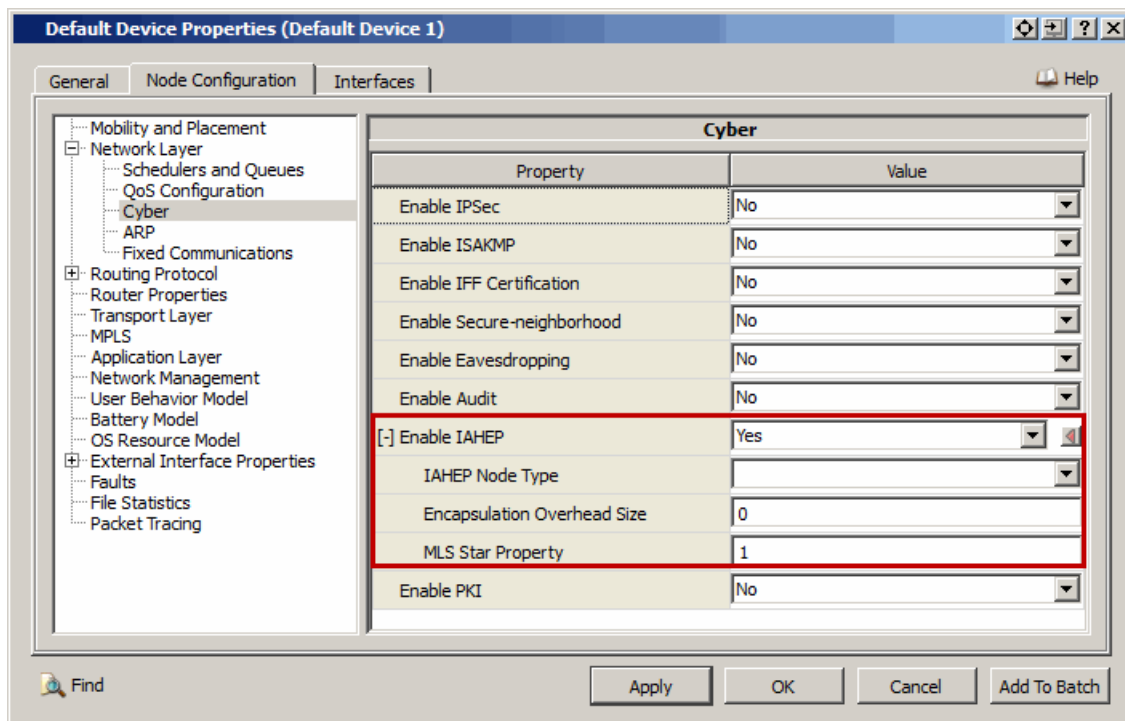 Default Device Properties (Default Device 1)
General Node Configuration Interfaces Help
Mobility and Placement
Network Layer
Schedulers and Queues
QoS Configuration
Cyber
ARP
Fixed Communications
Routing Protocol
Router Properties
Transport Layer
MPLS
Application Layer
Network Management
User Behavior Model
Battery Model
OS Resource Model
External Interface Properties
Faults
File Statistics
Packet Tracing
Cyber
Property Value
Enable IPSec No
Enable ISAKMP No
Enable IFF Certification No
Enable Secure-neighborhood No
Enable Eavesdropping No
Enable Audit No
[-] Enable IAHEP Yes
IAHEP Node Type
Encapsulation Overhead Size 0
MLS Star Property 1
Enable PKI No
Find Apply OK Cancel Add To Batch